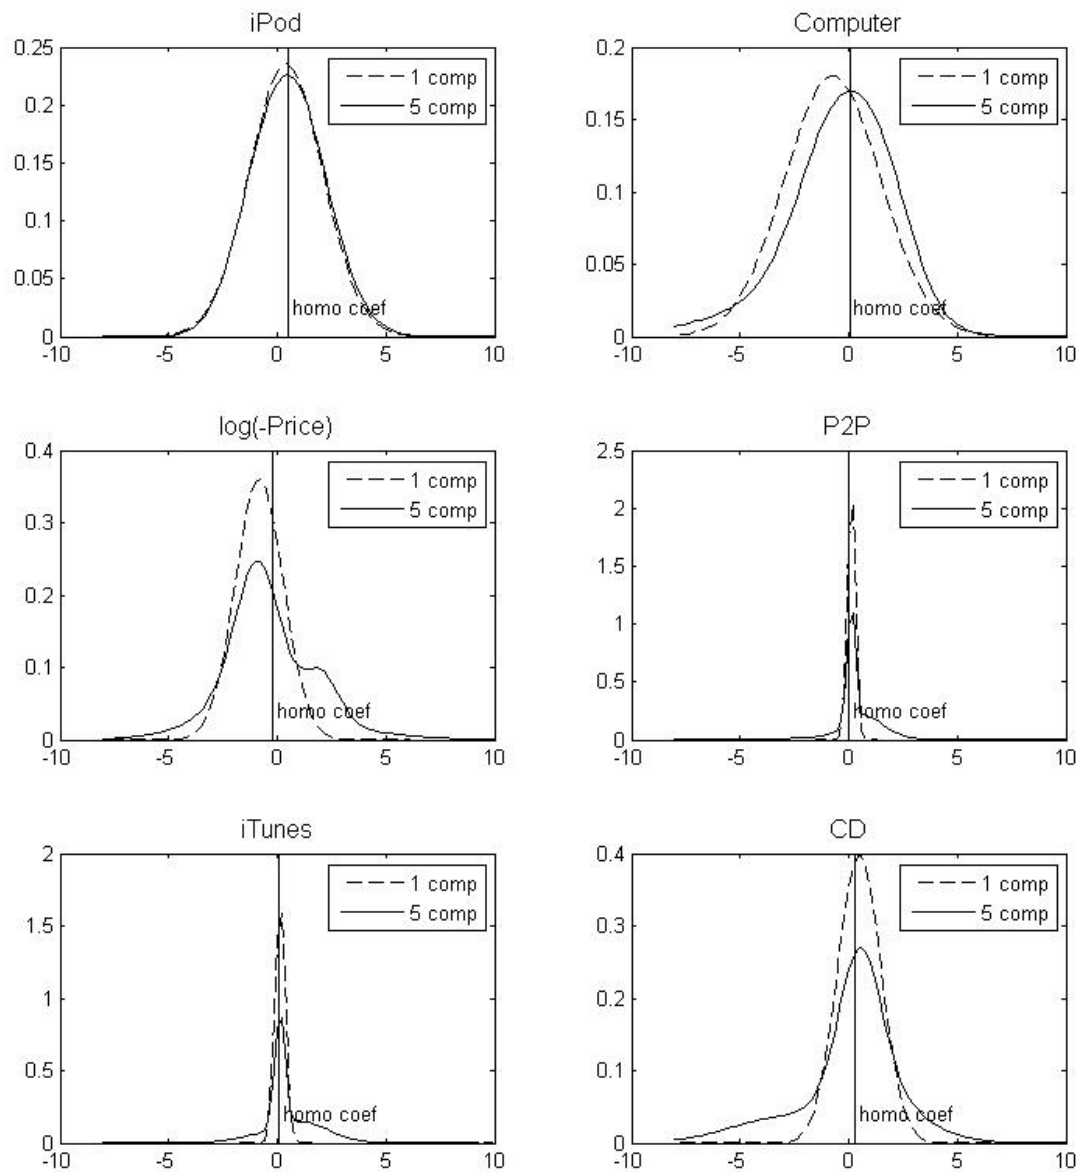 iPod
0.25
0.2
0.15
0.1
0.05
0
-10 -5 0 5 10
1 comp
5 comp
homo coef
Computer
0.2
0.15
0.1
0.05
0
-10 -5 0 5 10
1 comp
5 comp
homo coef
log(-Price)
0.4
0.3
0.2
0.1
0
-10 -5 0 5 10
1 comp
5 comp
homo coef
P2P
2.5
2
1.5
1
0.5
0
-10 -5 0 5 10
1 comp
5 comp
homo coef
iTunes
2
1.5
1
0.5
0
-10 -5 0 5 10
1 comp
5 comp
homo coef
CD
0.4
0.3
0.2
0.1
0
-10 -5 0 5 10
1 comp
5 comp
homo coef